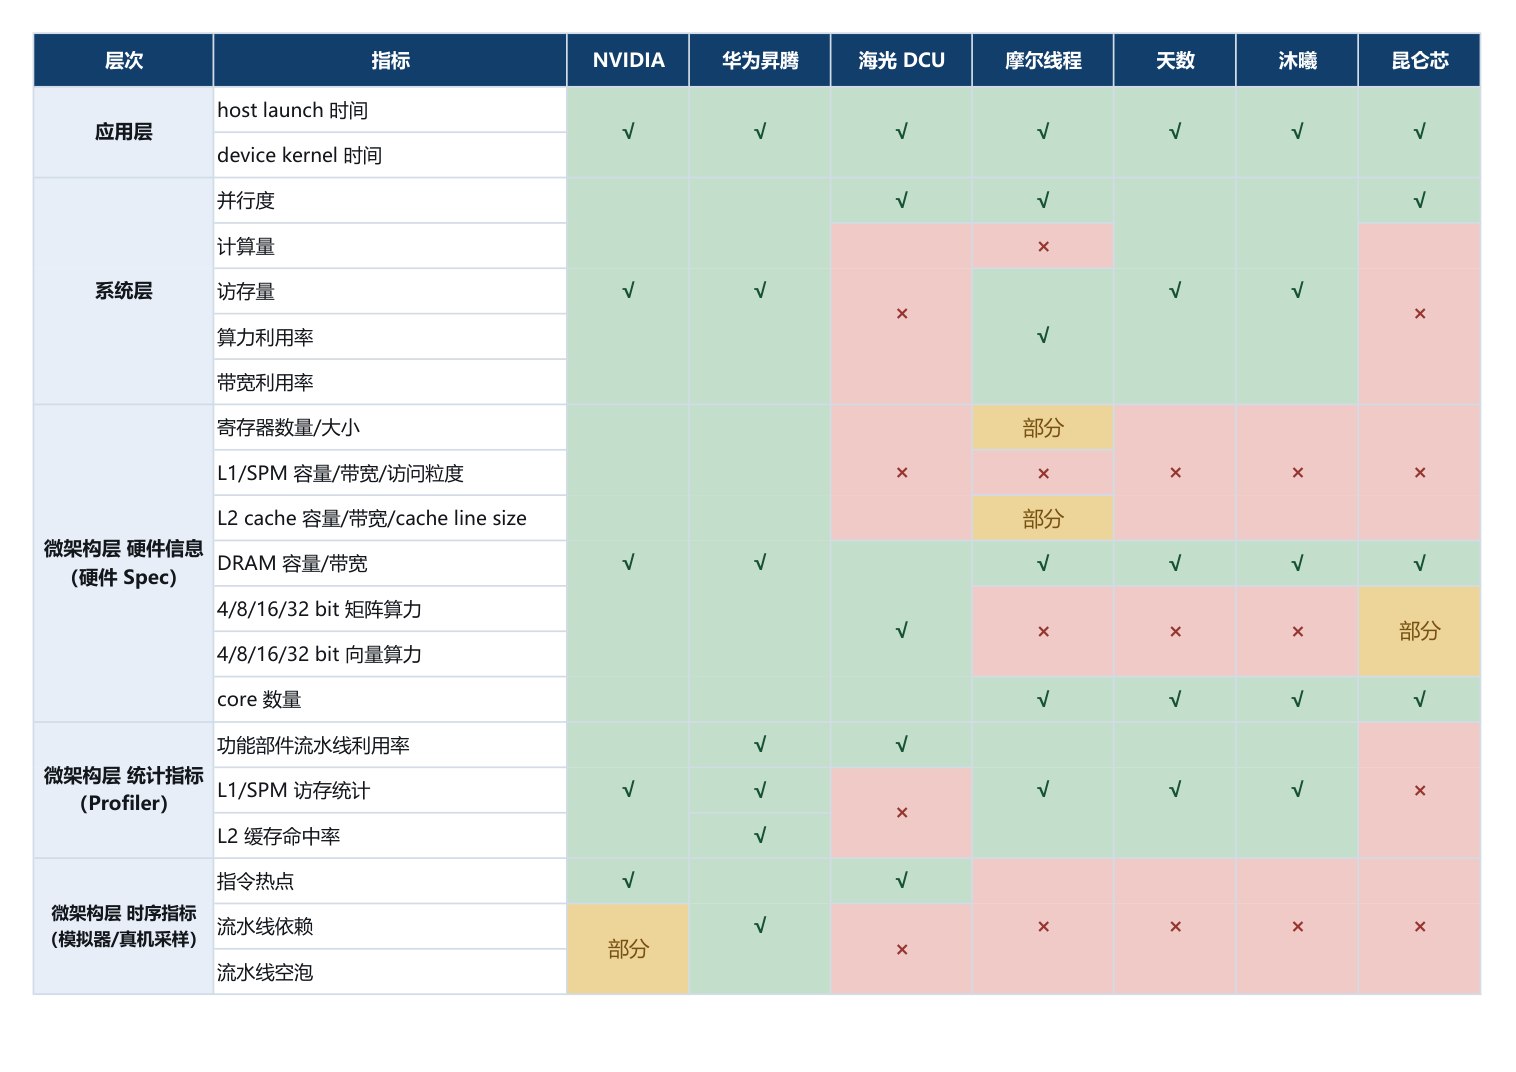 层次 指标 NVIDIA 华为昇腾 海光 DCU 摩尔线程 天数 沐曦 昆仑芯
应用层
host launch 时间
√ √ √ √ √ √ √
device kernel 时间
系统层
并行度 √ √ √
计算量 ×
访存量 √ √ √ √
× ×
算力利用率 √
带宽利用率
微架构层 硬件信息
（硬件 Spec）
寄存器数量/大小 部分
L1/SPM 容量/带宽/访问粒度 × × × × ×
L2 cache 容量/带宽/cache line size 部分
DRAM 容量/带宽 √ √ √ √ √ √
4/8/16/32 bit 矩阵算力
√ × × × 部分
4/8/16/32 bit 向量算力
core 数量 √ √ √ √
微架构层 统计指标
（Profiler）
功能部件流水线利用率 √ √
L1/SPM 访存统计 √ √ √ √ √ ×
×
L2 缓存命中率 √
微架构层 时序指标
（模拟器/真机采样）
指令热点 √ √
流水线依赖 √ × × × ×
部分 ×
流水线空泡